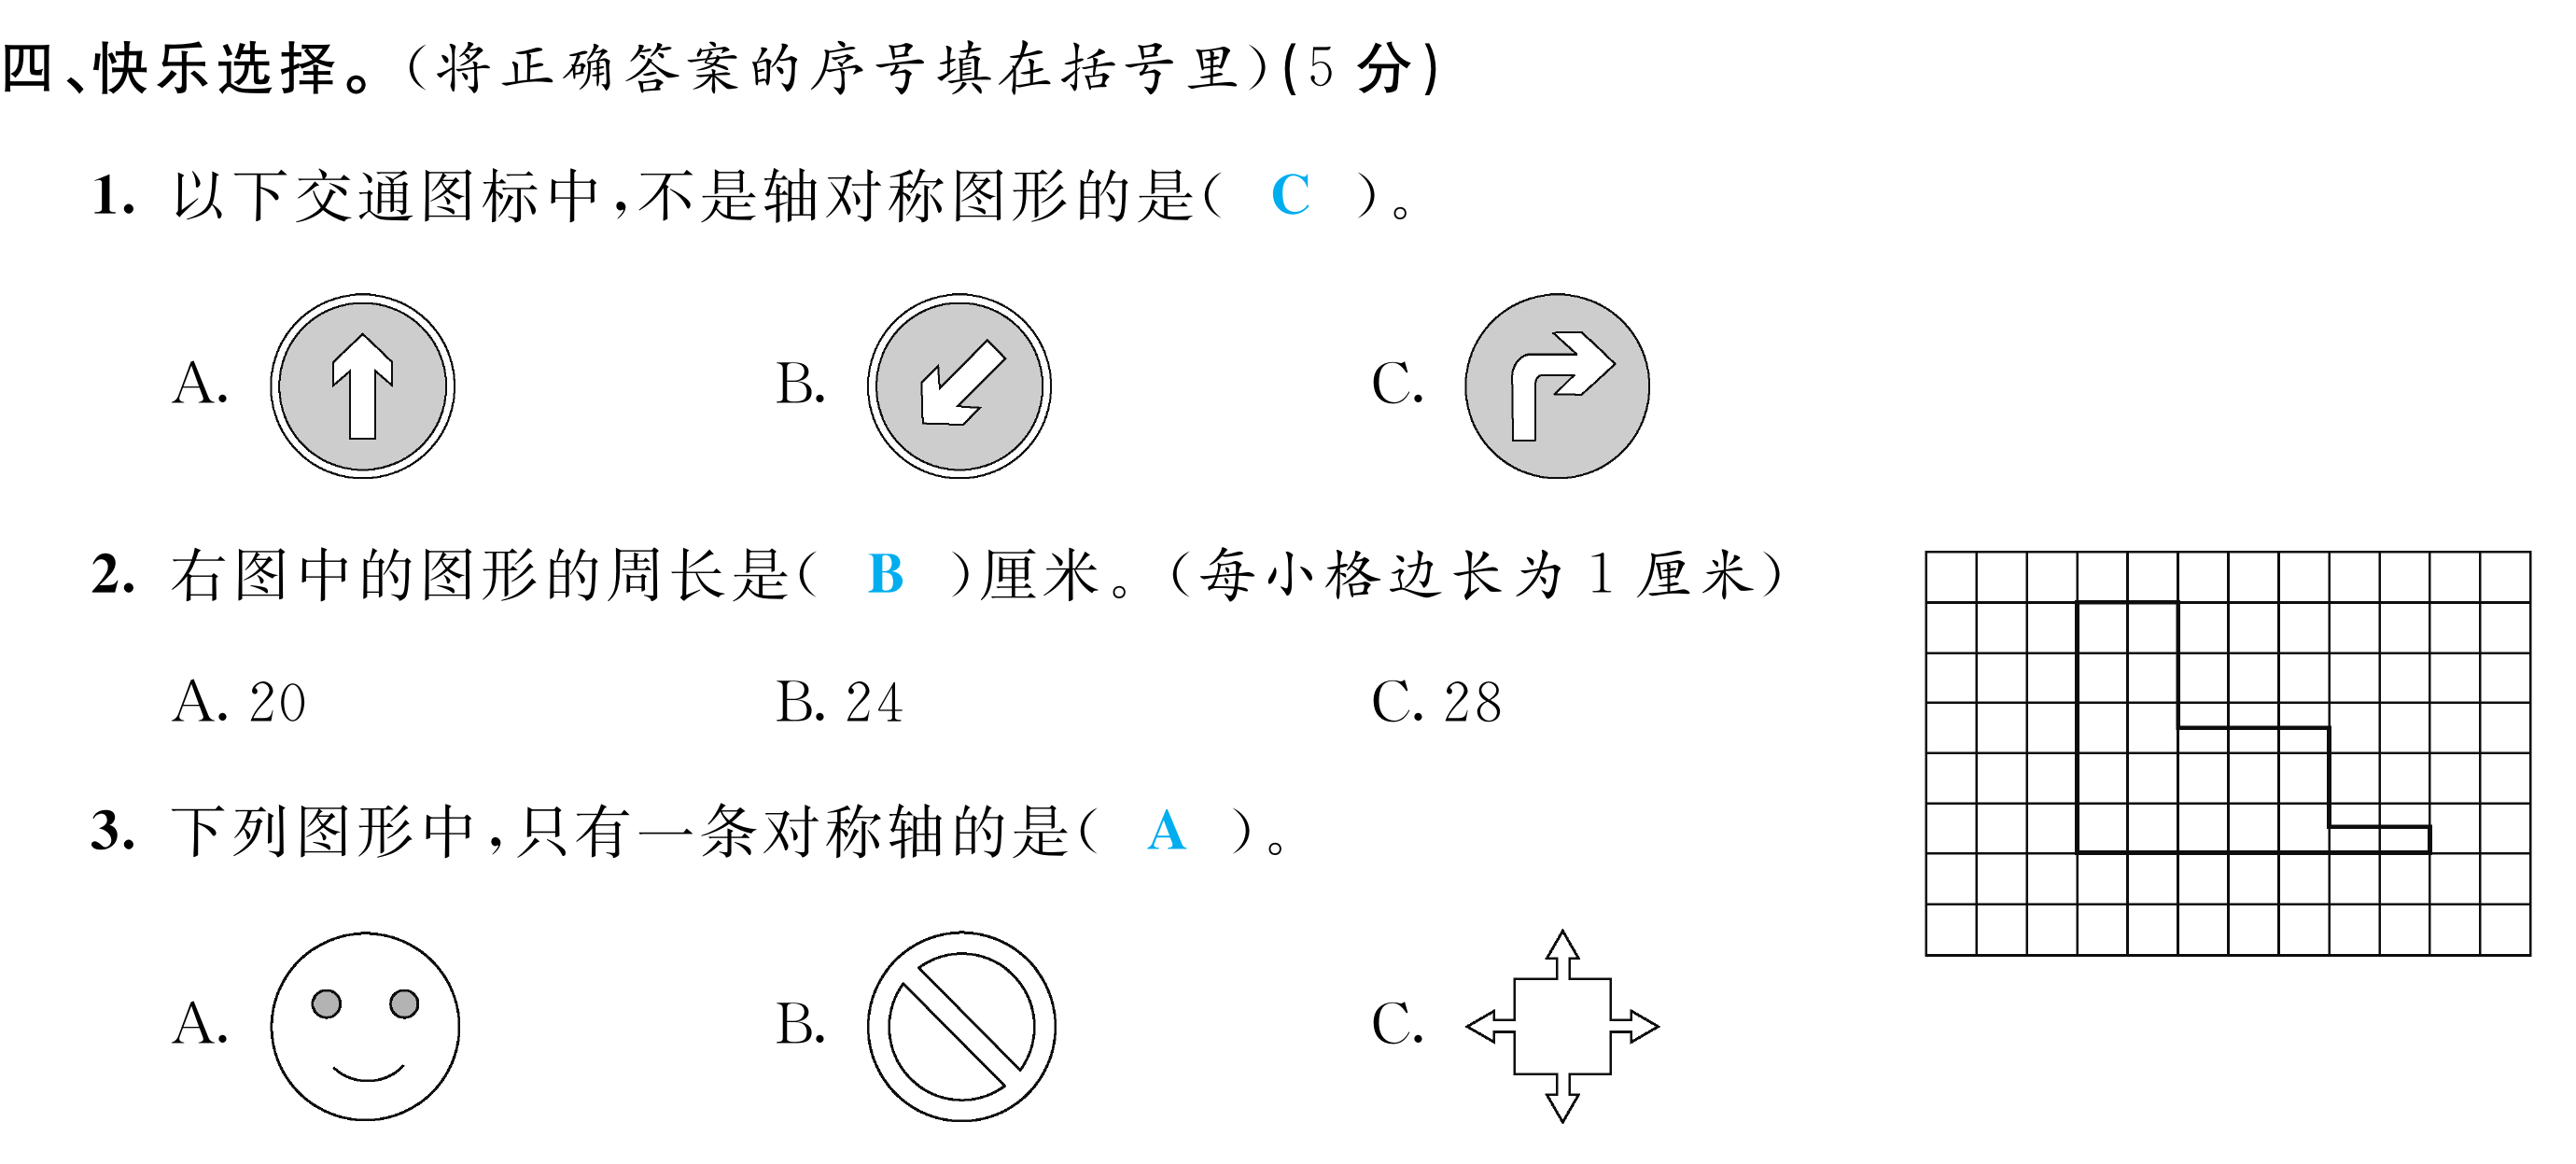 四、快乐选择。(将正确答案的序号填在括号里)(5 分)
1. 以下交通图标中,不是轴对称图形的是( C )。
A. B. C.
2. 右图中的图形的周长是( B )厘米。(每小格边长为 1 厘米)
A. 20 B. 24 C. 28
3. 下列图形中,只有一条对称轴的是( A )。
A. B. C.